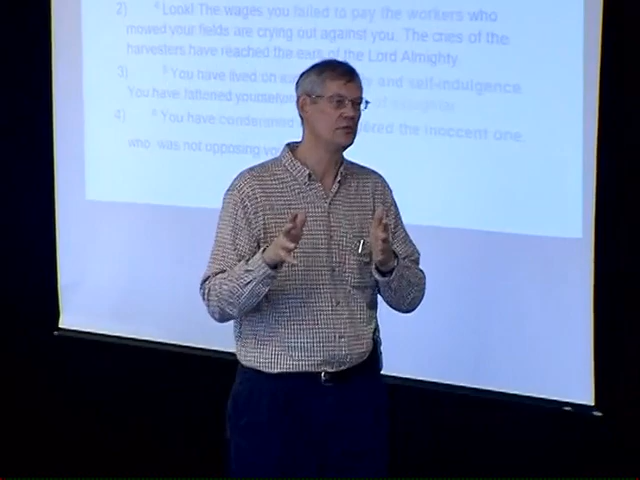 2) 4 Look! The wages you failed to pay the workers who
mowed your fields are crying out against you. The cries of the
harvesters have reached the ears of the Lord Almighty
3) 5 You have lived on and self-indulgence.
You have fattened yourselves
4) 6 You have condemned the innocent one,
who was not opposing